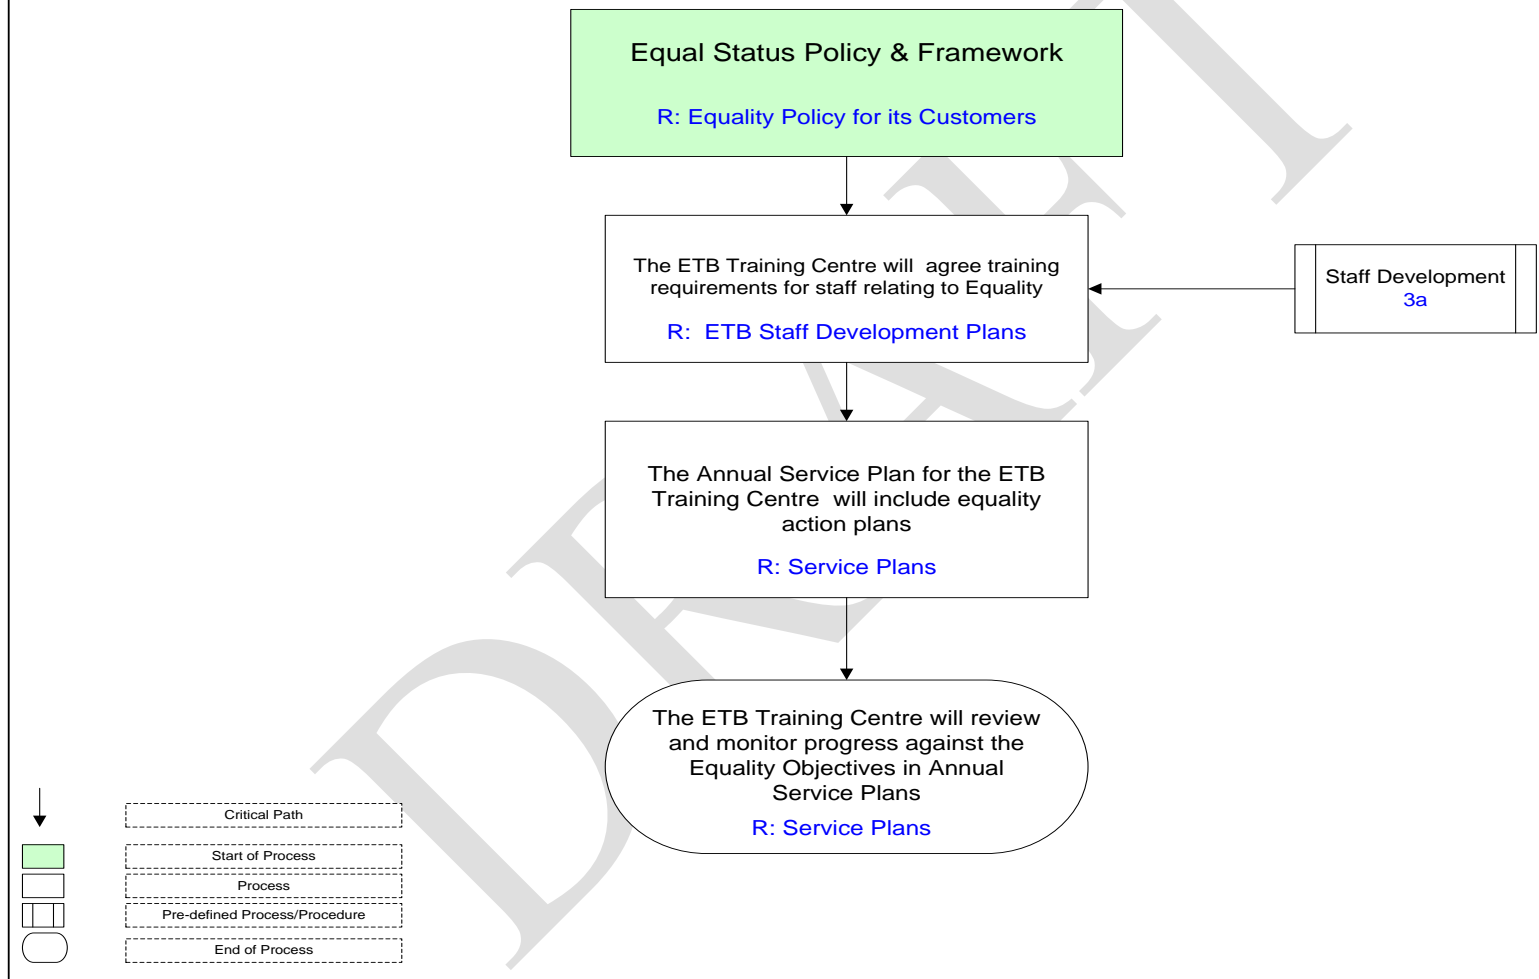 Equal Status Policy & Framework
R: Equality Policy for its Customers
The ETB Training Centre will agree training
requirements for staff relating to Equality
R: ETB Staff Development Plans
Staff Development
3a
The Annual Service Plan for the ETB
Training Centre will include equality
action plans
R: Service Plans
The ETB Training Centre will review
and monitor progress against the
Equality Objectives in Annual
Service Plans
R: Service Plans
Critical Path
Start of Process
Process
Pre-defined Process/Procedure
End of Process
DRAFT